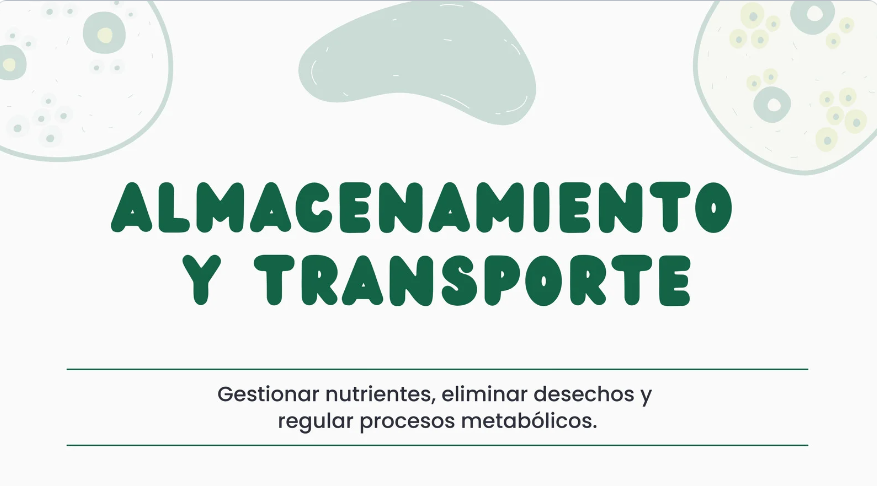 ALMACENAMIENTO
Y TRANSPORTE
Gestionar nutrientes, eliminar desechos y
regular procesos metabólicos.